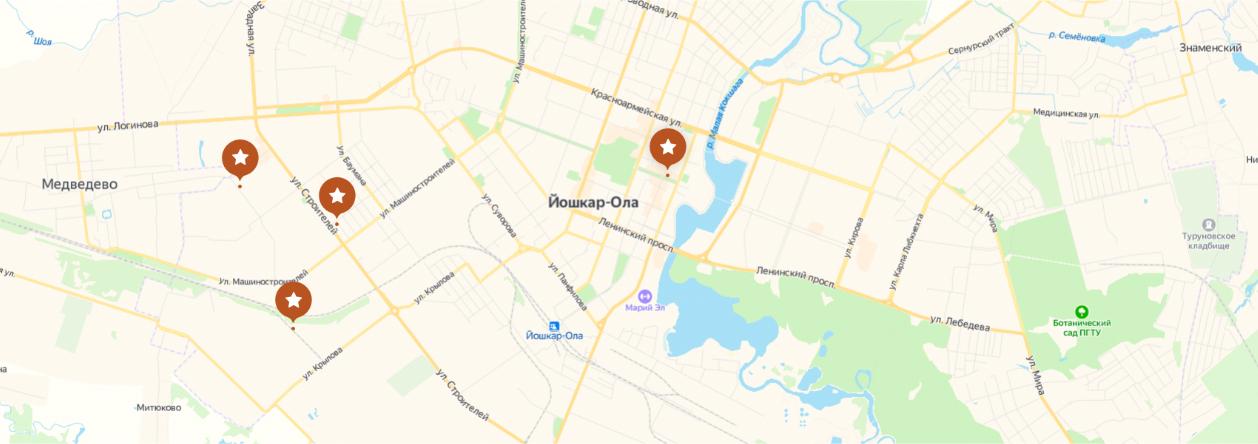 Западная ул.
р. Шоя
ул. Машиностроителей
Заводная ул.
Сернурский тракт
р. Семёновка
Знаменский
Красноармейская ул.
р. Малая Кокшага
Медицинская ул.
ул. Логинова
ул. Баумана
Медведево
ул. Строителей
ул. Машиностроителей
ул. Суворова
Йошкар-Ола
Ленинский просп.
ул. Кирова
ул. Карла Либкнехта
ул. Мира
Туруновское
кладбище
ул. Машиностроителей
ул. Крылова
ул. Панфилова
Ленинский просп.
Марий Эл
Йошкар-Ола
ул. Лебедева
Ботанический
сад ПГТУ
ул. Крылова
ул. Строителей
ул. Мира
Митюково